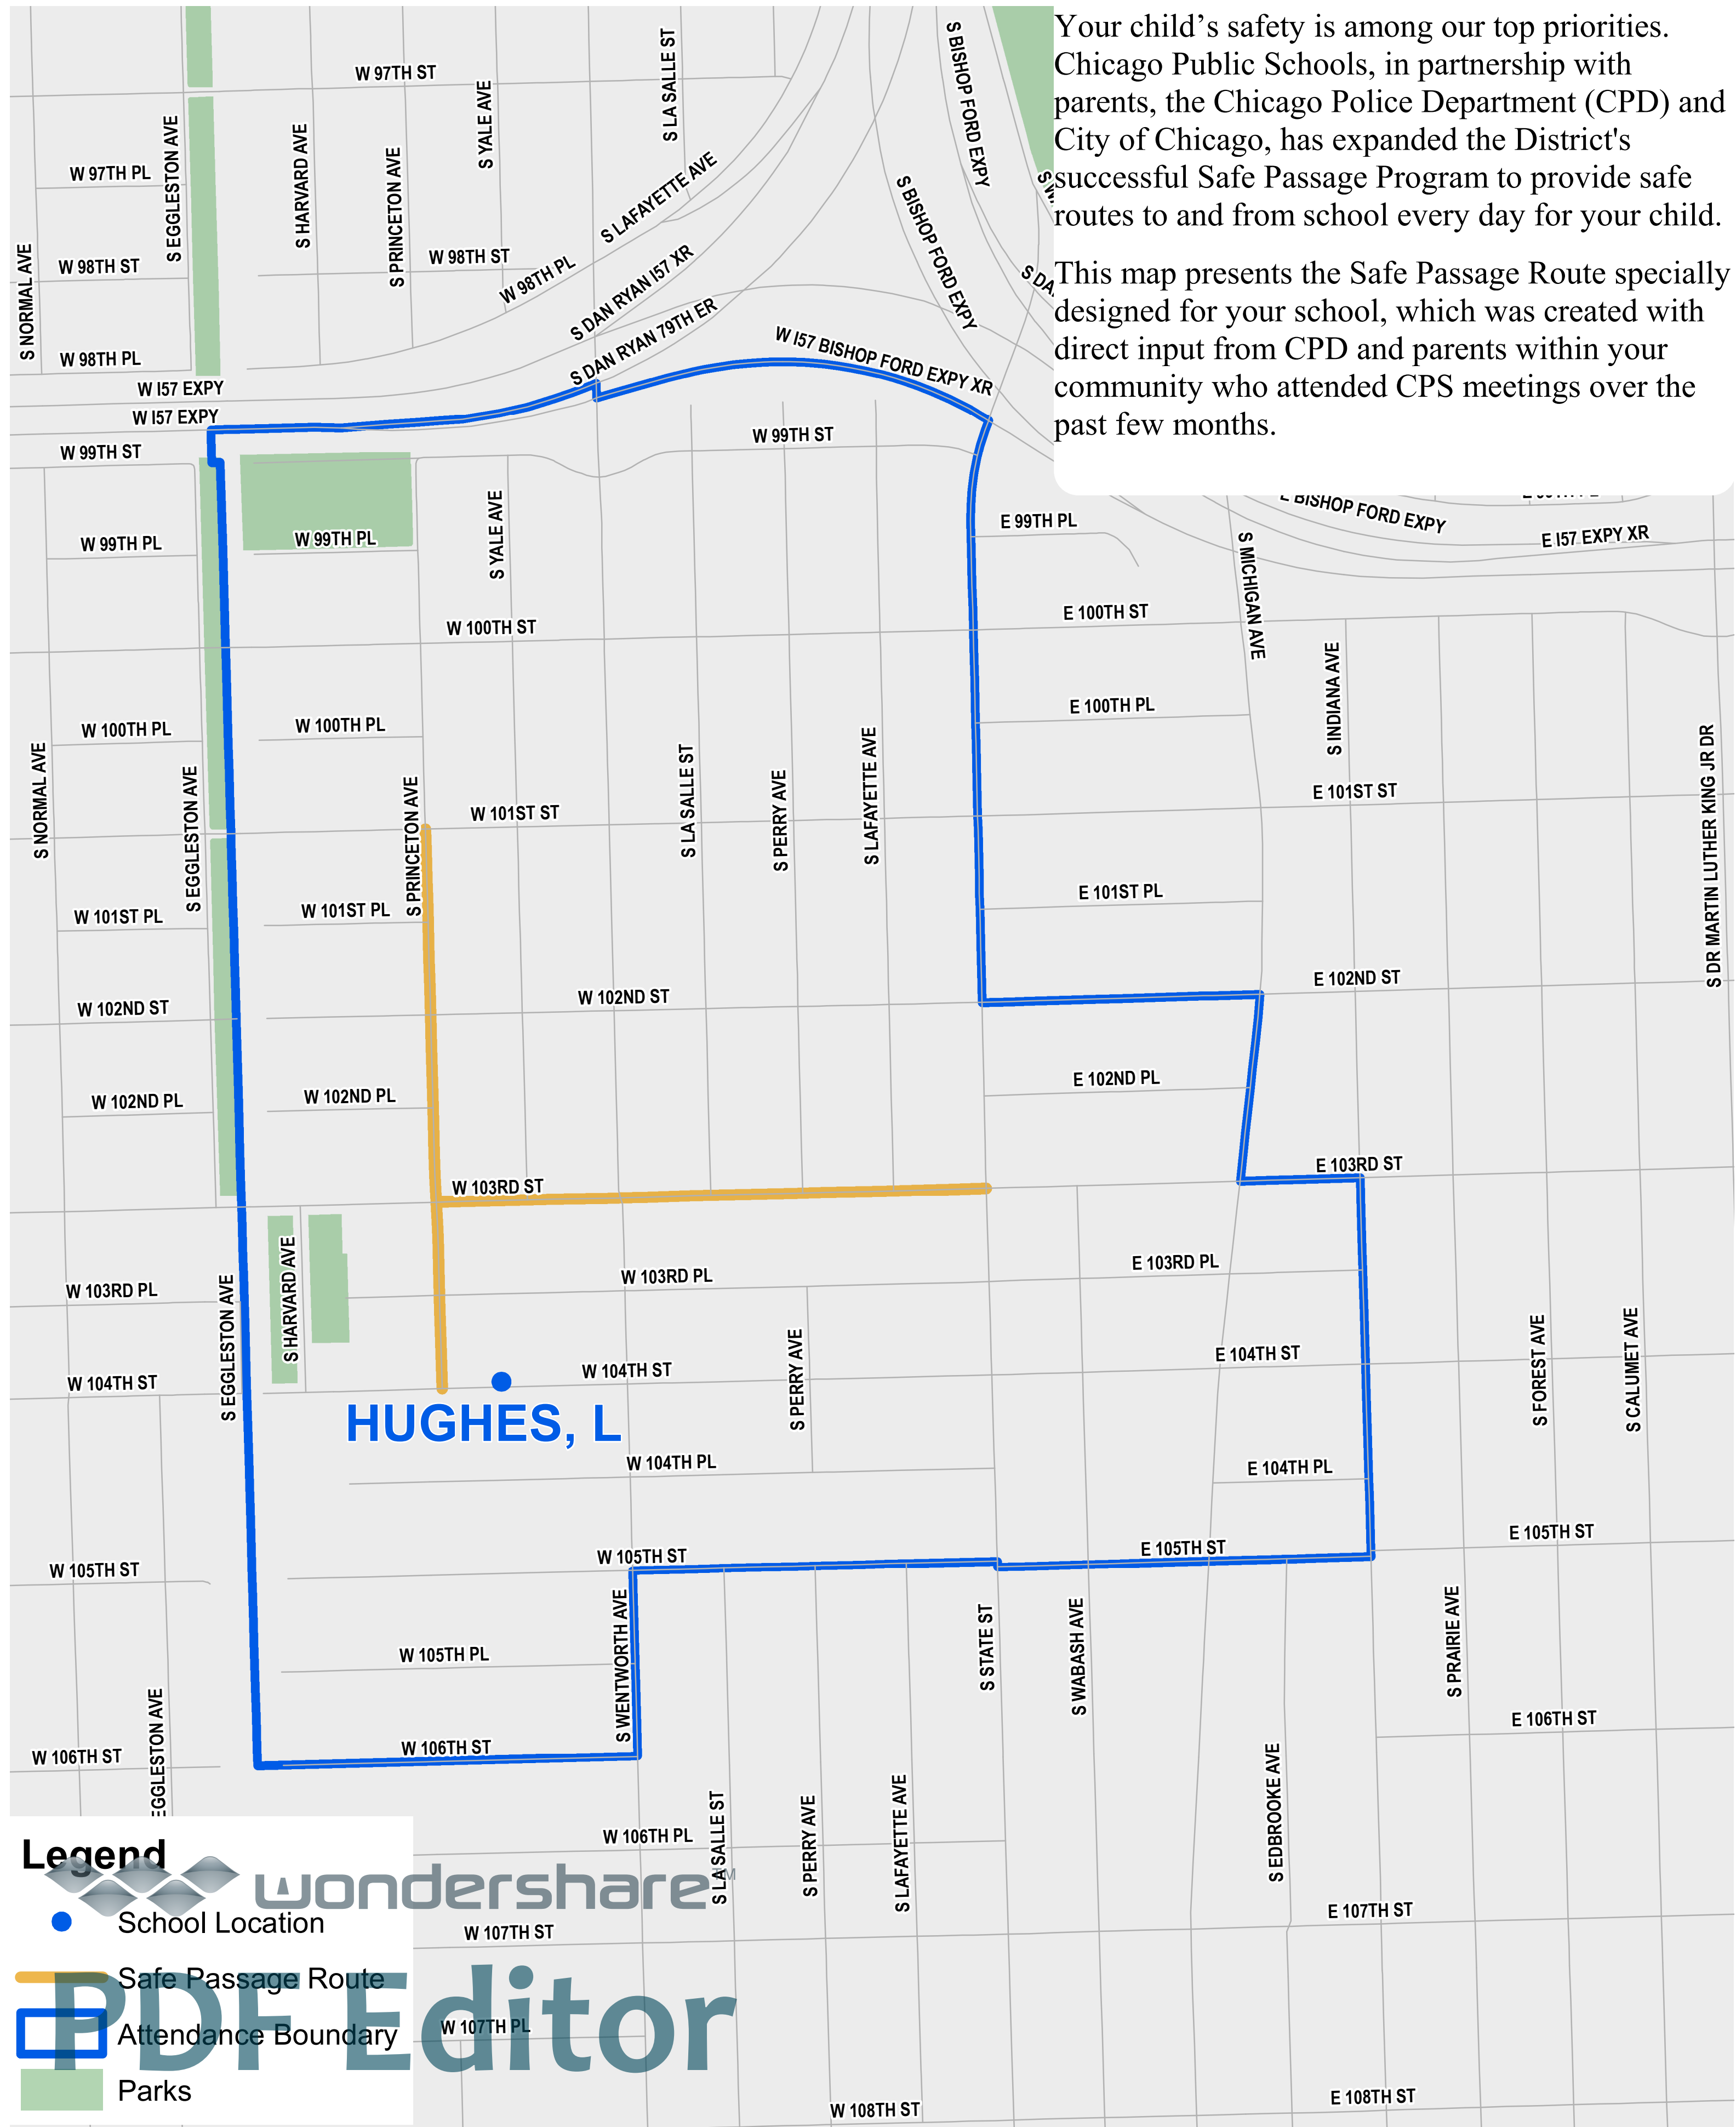 Your child’s safety is among our top priorities.
Chicago Public Schools, in partnership with
parents, the Chicago Police Department (CPD) and
City of Chicago, has expanded the District's
successful Safe Passage Program to provide safe
routes to and from school every day for your child.
This map presents the Safe Passage Route specially
designed for your school, which was created with
direct input from CPD and parents within your
community who attended CPS meetings over the
past few months.
W 97TH ST
S LA SALLE ST
S YALE AVE
S BISHOP FORD EXPY
S EGGLESTON AVE
S HARVARD AVE
S PRINCETON AVE
W 97TH PL
S LAFAYETTE AVE
S BISHOP FORD EXPY
S NORMAL AVE
W 98TH ST
W 98TH ST
W 98TH PL
S DAN RYAN I57 XR
S DAN RYAN 79TH ER
W I57 BISHOP FORD EXPY XR
W 98TH PL
W I57 EXPY
W I57 EXPY
W 99TH ST
W 99TH ST
E BISHOP FORD EXPY
E I57 EXPY XR
E 99TH PL
W 99TH PL
W 99TH PL
S YALE AVE
S MICHIGAN AVE
W 100TH ST
E 100TH ST
S INDIANA AVE
W 100TH PL
W 100TH PL
E 100TH PL
S NORMAL AVE
S EGGLESTON AVE
S PRINCETON AVE
S LA SALLE ST
S PERRY AVE
S LAFAYETTE AVE
S DR MARTIN LUTHER KING JR DR
W 101ST ST
E 101ST ST
W 101ST PL
W 101ST PL
E 101ST PL
W 102ND ST
W 102ND ST
E 102ND ST
W 102ND PL
W 102ND PL
E 102ND PL
W 103RD ST
E 103RD ST
W 103RD PL
W 103RD PL
E 103RD PL
S EGGLESTON AVE
S HARVARD AVE
S PERRY AVE
S FOREST AVE
S CALUMET AVE
W 104TH ST
W 104TH ST
E 104TH ST
HUGHES, L
W 104TH PL
E 104TH PL
W 105TH ST
W 105TH ST
E 105TH ST
E 105TH ST
S WENTWORTH AVE
S STATE ST
S WABASH AVE
S PRAIRIE AVE
W 105TH PL
W 106TH ST
W 106TH ST
E 106TH ST
EGGLESTON AVE
S LA SALLE ST
S PERRY AVE
S LAFAYETTE AVE
S EDBROOKE AVE
W 106TH PL
W 107TH ST
E 107TH ST
W 107TH PL
W 108TH ST
E 108TH ST
Legend
School Location
Safe Passage Route
Attendance Boundary
Parks
wondershare™
PDF Editor